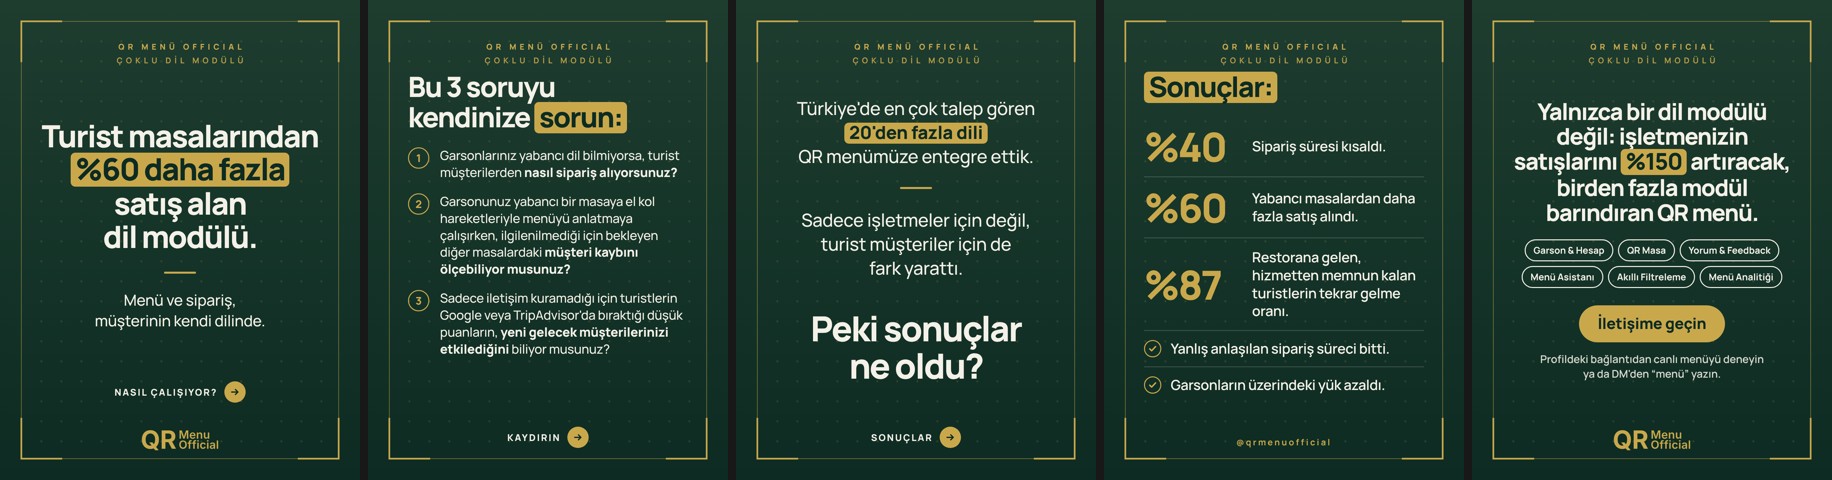 QR MENÜ OFFICIAL
ÇOKLU DİL MODÜLÜ
Turist masalarından
%60 daha fazla
satış alan
dil modülü.
Menü ve sipariş,
müşterinin kendi dilinde.
NASIL ÇALIŞIYOR?
QR Menu
Official
QR MENÜ OFFICIAL
ÇOKLU DİL MODÜLÜ
Bu 3 soruyu
kendinize sorun:
1 Garsonlarınız yabancı dil bilmiyorsa, turist
müşterilerden nasıl sipariş alıyorsunuz?
2 Garsonunuz yabancı bir masaya el kol
hareketleriyle menüyü anlatmaya
çalışırken, ilgilenilmediği için bekleyen
diğer masalardaki müşteri kaybını
ölçebiliyor musunuz?
3 Sadece iletişim kuramadığı için turistlerin
Google veya TripAdvisor'da bıraktığı düşük
puanların, yeni gelecek müşterilerinizi
etkilediğini biliyor musunuz?
KAYDIRIN
QR MENÜ OFFICIAL
ÇOKLU DİL MODÜLÜ
Türkiye'de en çok talep gören
20'den fazla dili
QR menümüze entegre ettik.
Sadece işletmeler için değil,
turist müşteriler için de
fark yarattı.
Peki sonuçlar
ne oldu?
SONUÇLAR
QR MENÜ OFFICIAL
ÇOKLU DİL MODÜLÜ
Sonuçlar:
%40 Sipariş süresi kısaldı.
%60 Yabancı masalardan daha
fazla satış alındı.
%87 Restorana gelen,
hizmetten memnun kalan
turistlerin tekrar gelme
oranı.
Yanlış anlaşılan sipariş süreci bitti.
Garsonların üzerindeki yük azaldı.
@qrmenuofficial
QR MENÜ OFFICIAL
ÇOKLU DİL MODÜLÜ
Yalnızca bir dil modülü
değil: işletmenizin
satışlarını %150 artıracak,
birden fazla modül
barındıran QR menü.
Garson & Hesap QR Masa Yorum & Feedback
Menü Asistanı Akıllı Filtreleme Menü Analitiği
İletişime geçin
Profildeki bağlantıdan canlı menüyü deneyin
ya da DM'den “menü” yazın.
QR Menu
Official